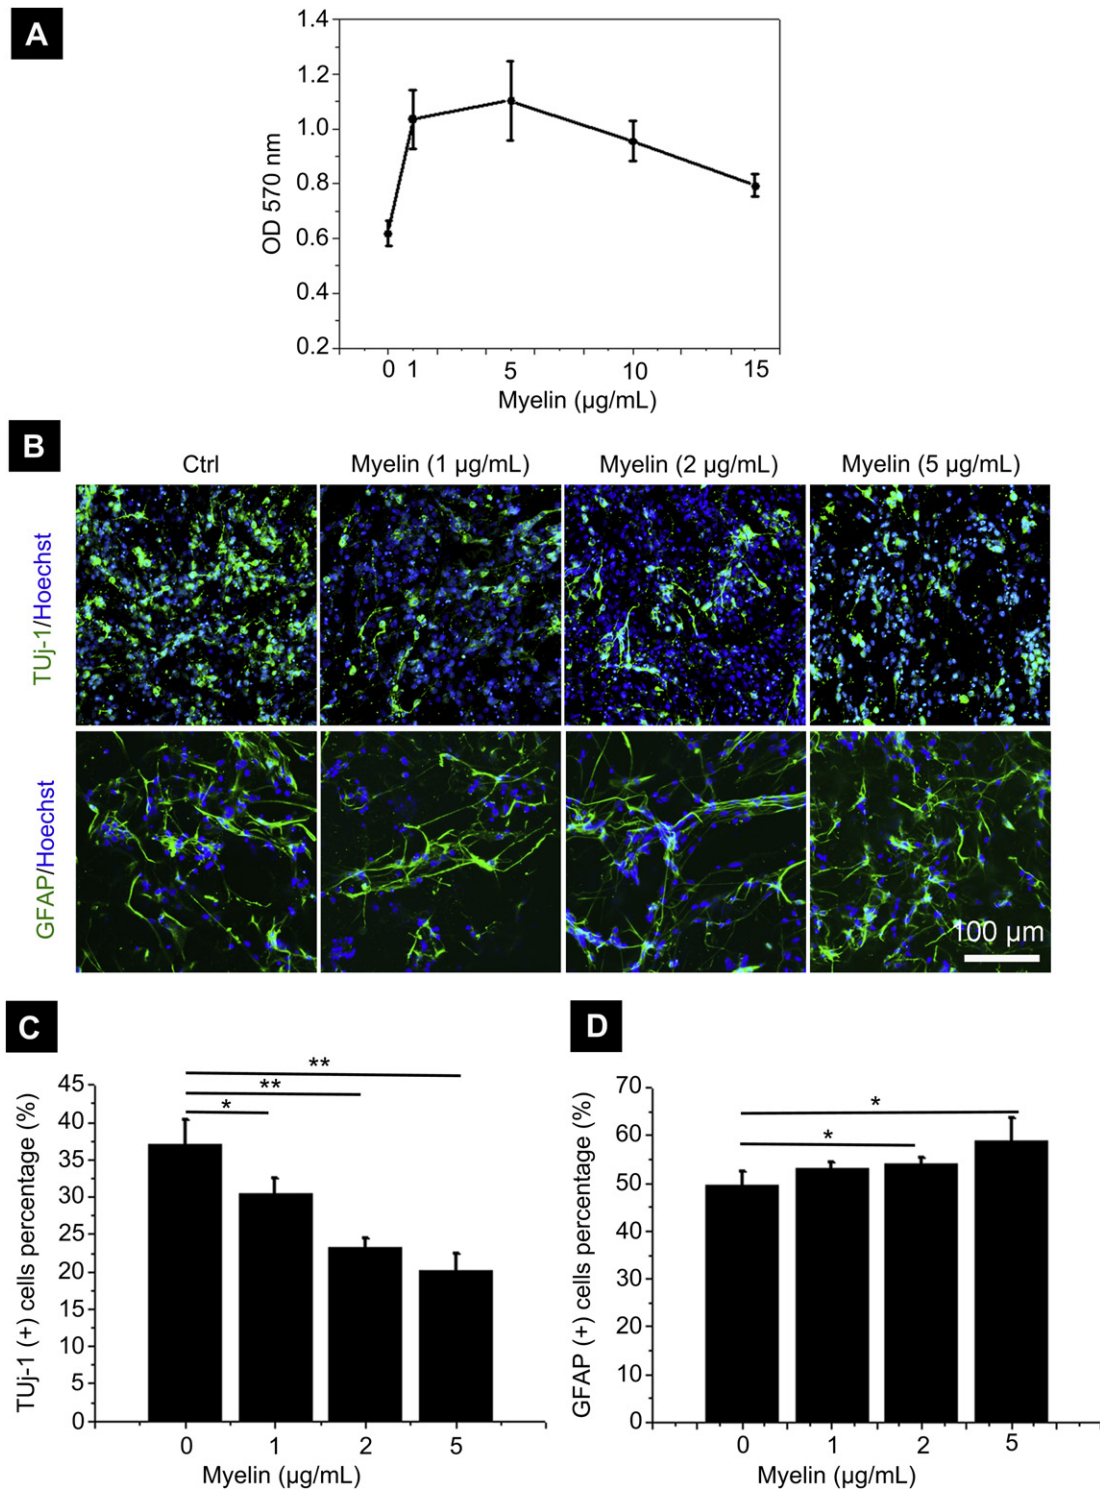 A
1.4
1.2
1.0
0.8
0.6
0.4
0.2
OD 570 nm
0 1 5 10 15
Myelin (µg/mL)
B
Ctrl Myelin (1 µg/mL) Myelin (2 µg/mL) Myelin (5 µg/mL)
TUj-1/Hoechst
GFAP/Hoechst
100 µm
C
**
**
*
45
40
35
30
25
20
15
10
5
0
TUj-1 (+) cells percentage (%)
0 1 2 5
Myelin (µg/mL)
D
*
*
70
60
50
40
30
20
10
0
GFAP (+) cells percentage (%)
0 1 2 5
Myelin (µg/mL)